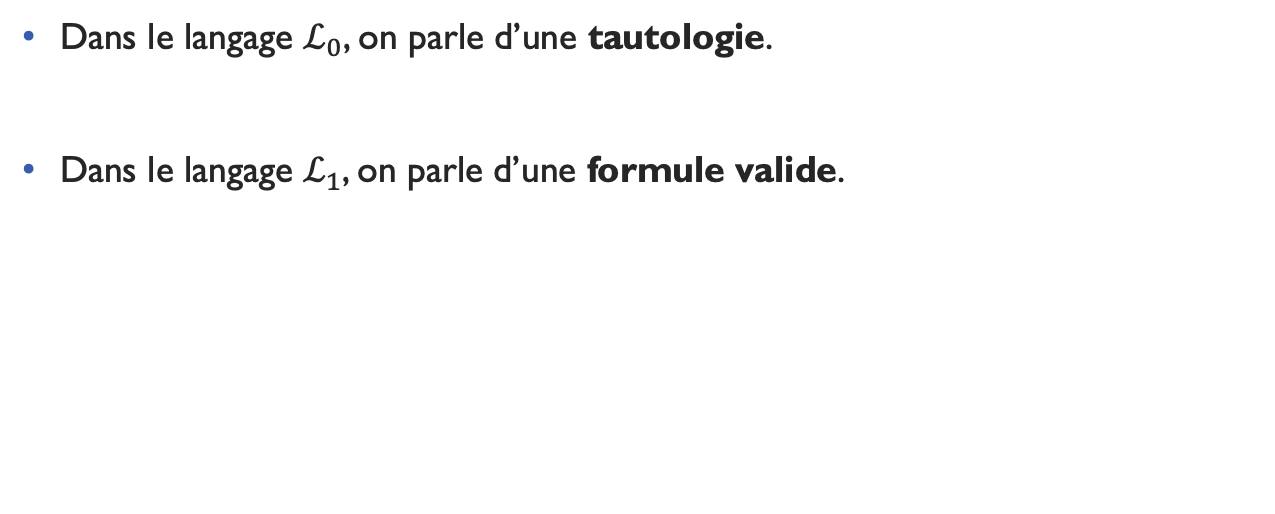 • Dans le langage ℒ₀, on parle d’une tautologie.
• Dans le langage ℒ₁, on parle d’une formule valide.